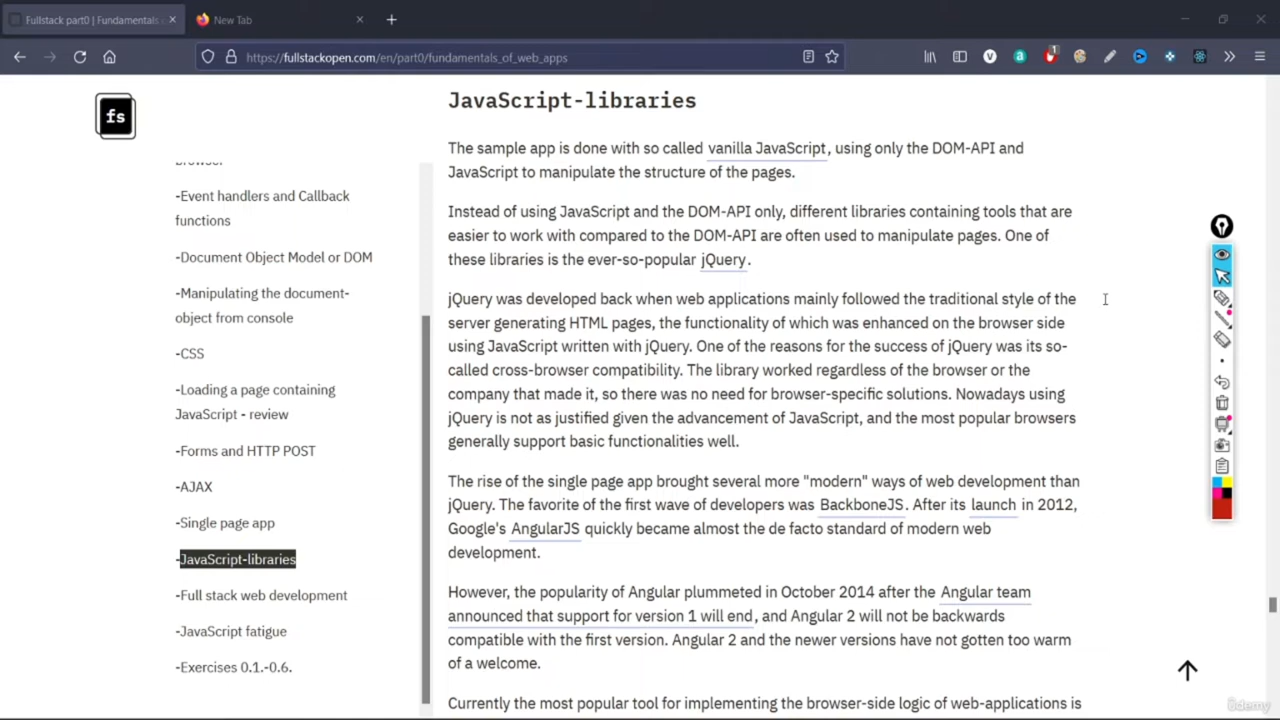 Fullstack part0 | Fundamentals
New Tab
https://fullstackopen.com/en/part0/fundamentals_of_web_apps
1
fs
browser
-Event handlers and Callback
functions
-Document Object Model or DOM
-Manipulating the document-
object from console
-CSS
-Loading a page containing
JavaScript - review
-Forms and HTTP POST
-AJAX
-Single page app
-JavaScript-libraries
-Full stack web development
-JavaScript fatigue
-Exercises 0.1.-0.6.
JavaScript-libraries
The sample app is done with so called vanilla JavaScript, using only the DOM-API and
JavaScript to manipulate the structure of the pages.
Instead of using JavaScript and the DOM-API only, different libraries containing tools that are
easier to work with compared to the DOM-API are often used to manipulate pages. One of
these libraries is the ever-so-popular jQuery.
jQuery was developed back when web applications mainly followed the traditional style of the
server generating HTML pages, the functionality of which was enhanced on the browser side
using JavaScript written with jQuery. One of the reasons for the success of jQuery was its so-
called cross-browser compatibility. The library worked regardless of the browser or the
company that made it, so there was no need for browser-specific solutions. Nowadays using
jQuery is not as justified given the advancement of JavaScript, and the most popular browsers
generally support basic functionalities well.
The rise of the single page app brought several more "modern" ways of web development than
jQuery. The favorite of the first wave of developers was BackboneJS. After its launch in 2012,
Google's AngularJS quickly became almost the de facto standard of modern web
development.
However, the popularity of Angular plummeted in October 2014 after the Angular team
announced that support for version 1 will end, and Angular 2 will not be backwards
compatible with the first version. Angular 2 and the newer versions have not gotten too warm
of a welcome.
Currently the most popular tool for implementing the browser-side logic of web-applications is
Udemy